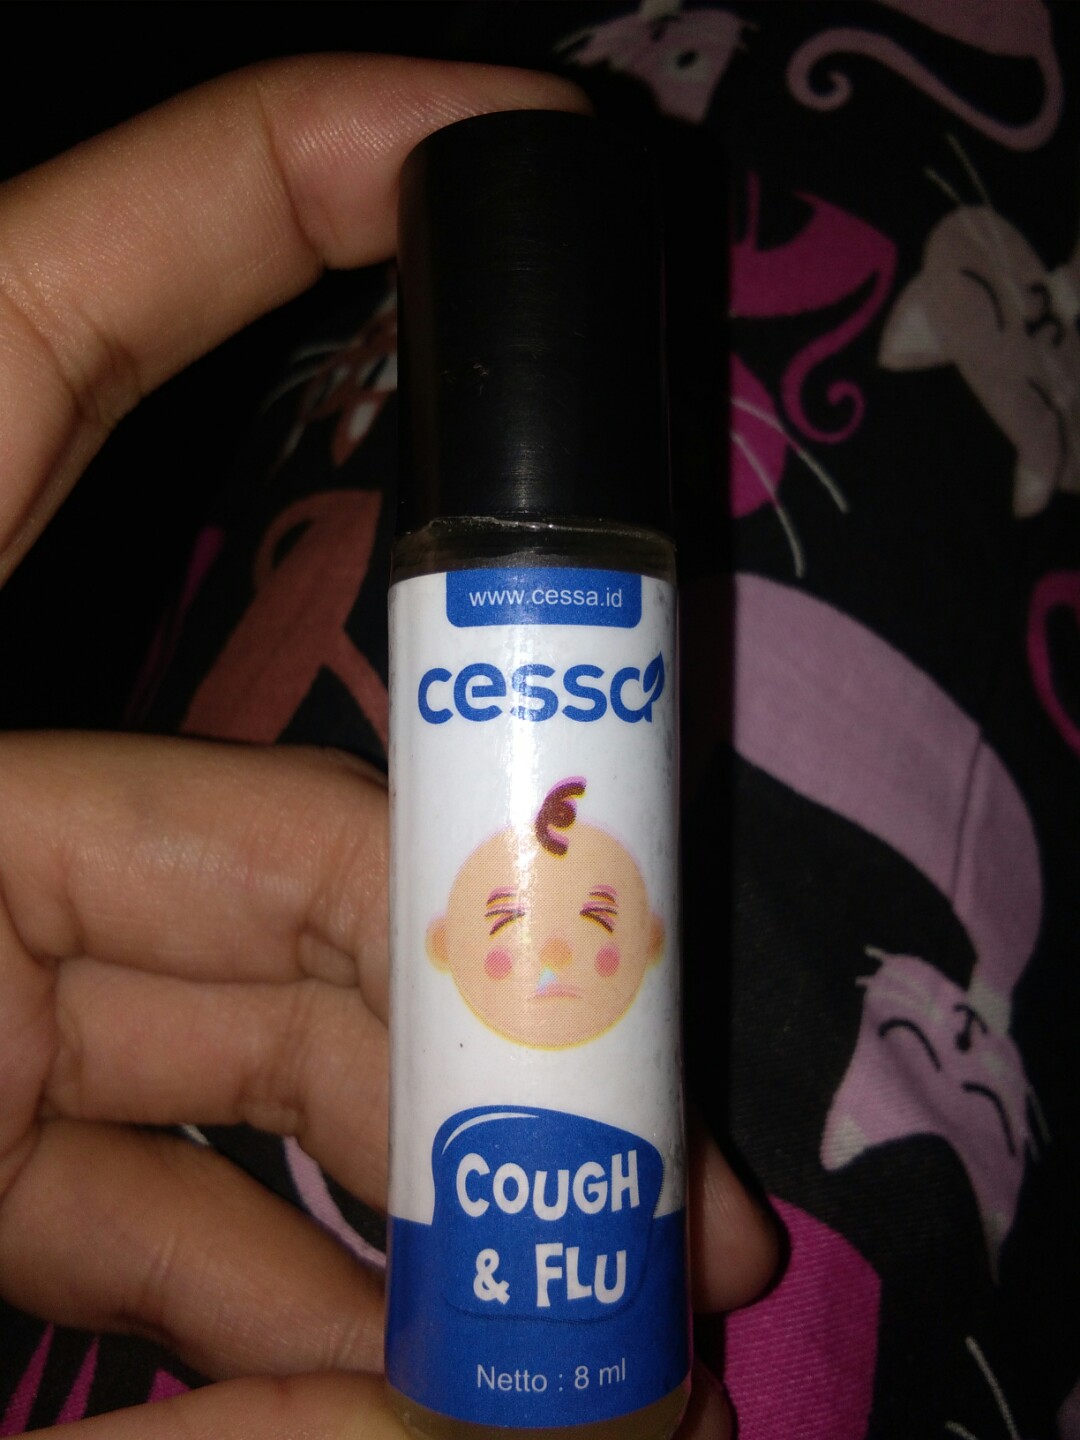 www.cessa.id
cessa
COUGH
& FLU
Netto : 8 ml